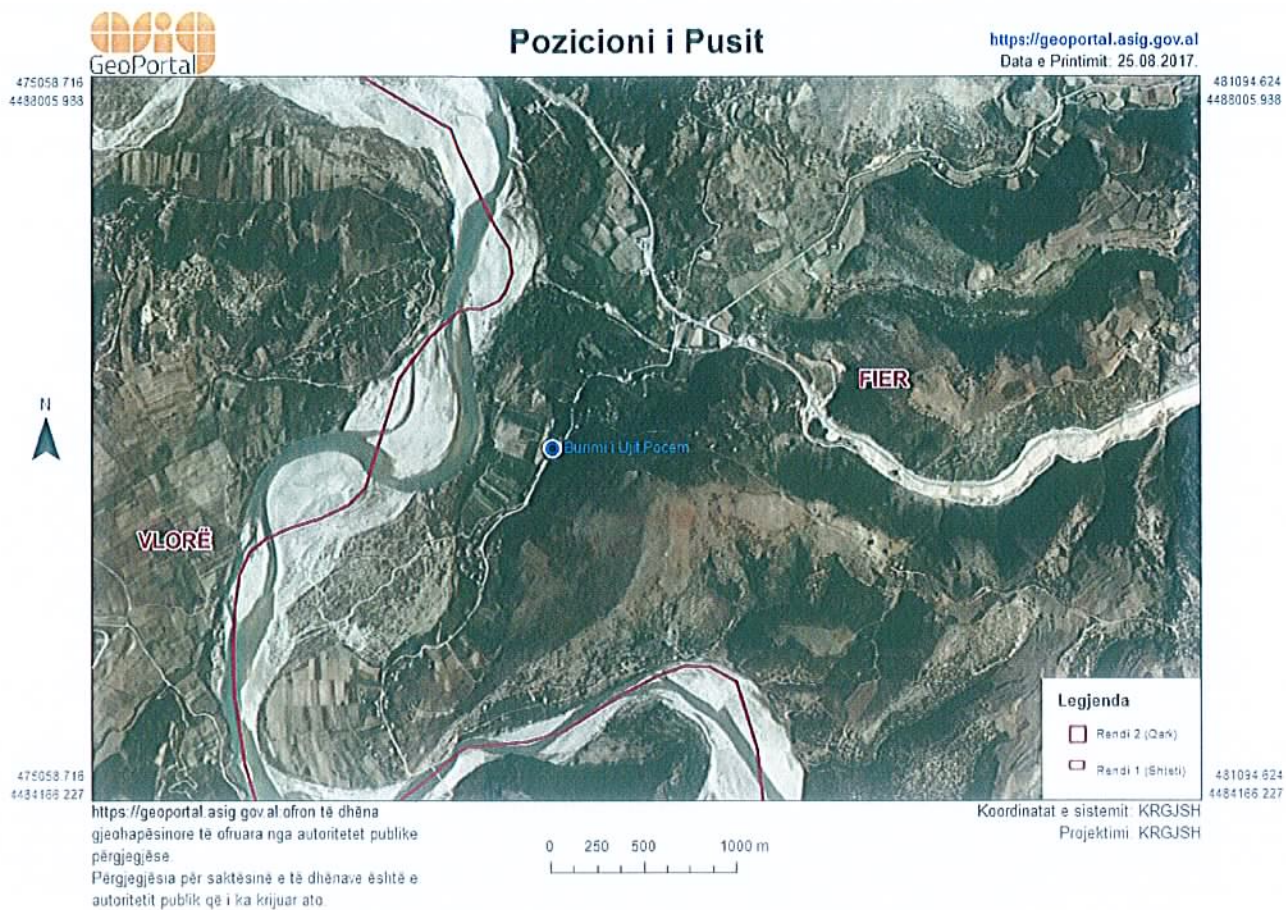 asig
GeoPortal
Pozicioni i Pusit
https://geoportal.asig.gov.al
Data e Printimit: 25.08.2017.
475058.716
4488005.938
481094.624
4488005.938
FIER
N
Burimi i Ujit Pocem
VLORË
Legjenda
Rendi 2 (Qark)
Rendi 1 (Shteti)
475058.716
4484166.227
481094.624
4484166.227
https://geoportal.asig.gov.al ofron të dhëna
gjeohapësinore të ofruara nga autoritetet publike
përgjegjëse.
Përgjegjësia për saktësinë e të dhënave është e
autoritetit publik që i ka krijuar ato.
0 250 500 1000 m
Koordinatat e sistemit: KRGJSH
Projektimi: KRGJSH